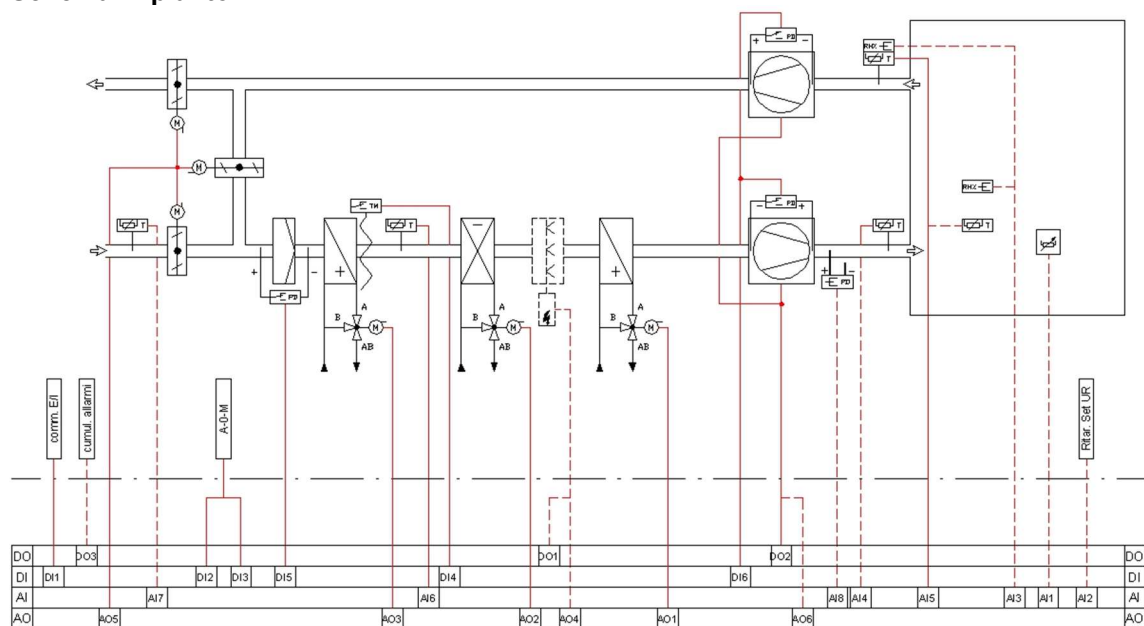 + PD −
RH% T
M
M
RH%
TM
− PD +
T
M
T
T
T
−
+ −
+
+
+ −
PD
PD
A
B
M
AB
A
B
M
AB
A
B
M
AB
comm. E/I
cumul. allarmi
A-0-M
Ritar. Set UR
DO DO3 DO1 DO2 DO
DI DI1 DI2 DI3 DI5 DI4 DI6 DI
AI AI7 AI6 AI8 AI4 AI5 AI3 AI1 AI2 AI
AO AO5 AO3 AO2 AO4 AO1 AO6 AO